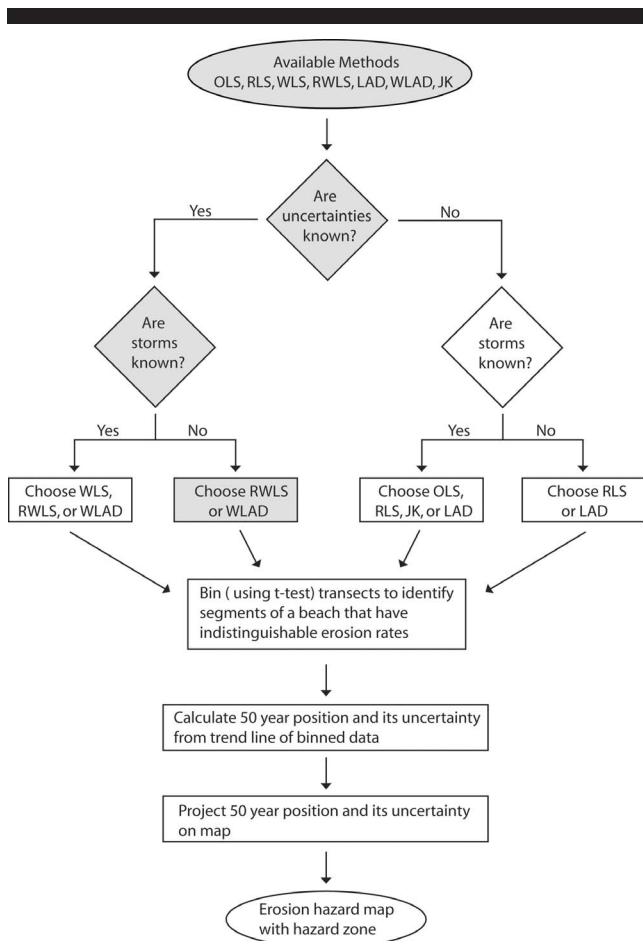 Available Methods
OLS, RLS, WLS, RWLS, LAD, WLAD, JK
Are
uncertainties
known?
Yes
No
Are
storms
known?
Are
storms
known?
Yes
No
Yes
No
Choose WLS,
RWLS, or WLAD
Choose RWLS
or WLAD
Choose OLS,
RLS, JK, or LAD
Choose RLS
or LAD
Bin ( using t-test) transects to identify
segments of a beach that have
indistinguishable erosion rates
Calculate 50 year position and its uncertainty
from trend line of binned data
Project 50 year position and its uncertainty
on map
Erosion hazard map
with hazard zone